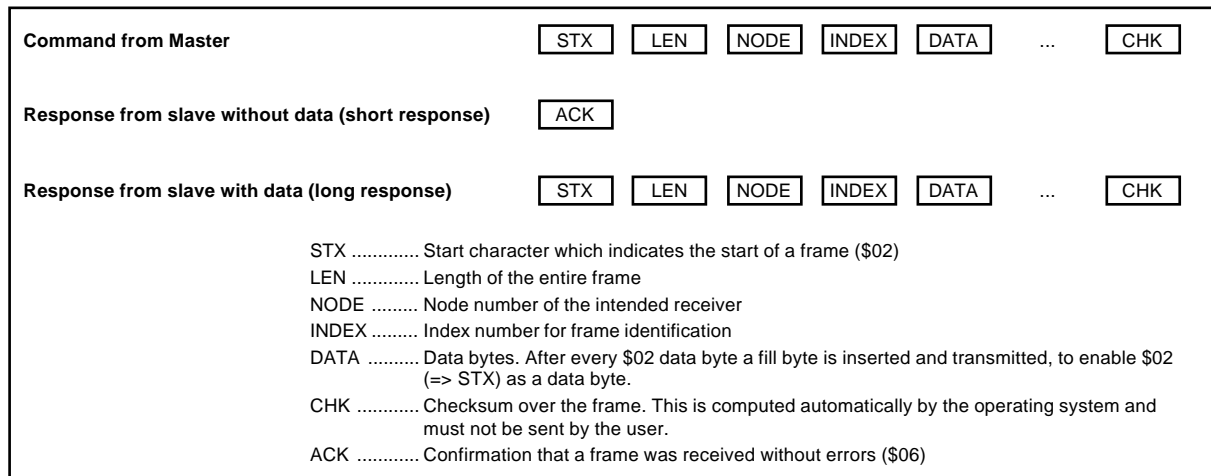 Command from Master STX LEN NODE INDEX DATA ... CHK
Response from slave without data (short response) ACK
Response from slave with data (long response) STX LEN NODE INDEX DATA ... CHK
STX ............. Start character which indicates the start of a frame ($02)
LEN ............. Length of the entire frame
NODE ......... Node number of the intended receiver
INDEX ......... Index number for frame identification
DATA .......... Data bytes. After every $02 data byte a fill byte is inserted and transmitted, to enable $02
(=> STX) as a data byte.
CHK ............ Checksum over the frame. This is computed automatically by the operating system and
must not be sent by the user.
ACK ............ Confirmation that a frame was received without errors ($06)